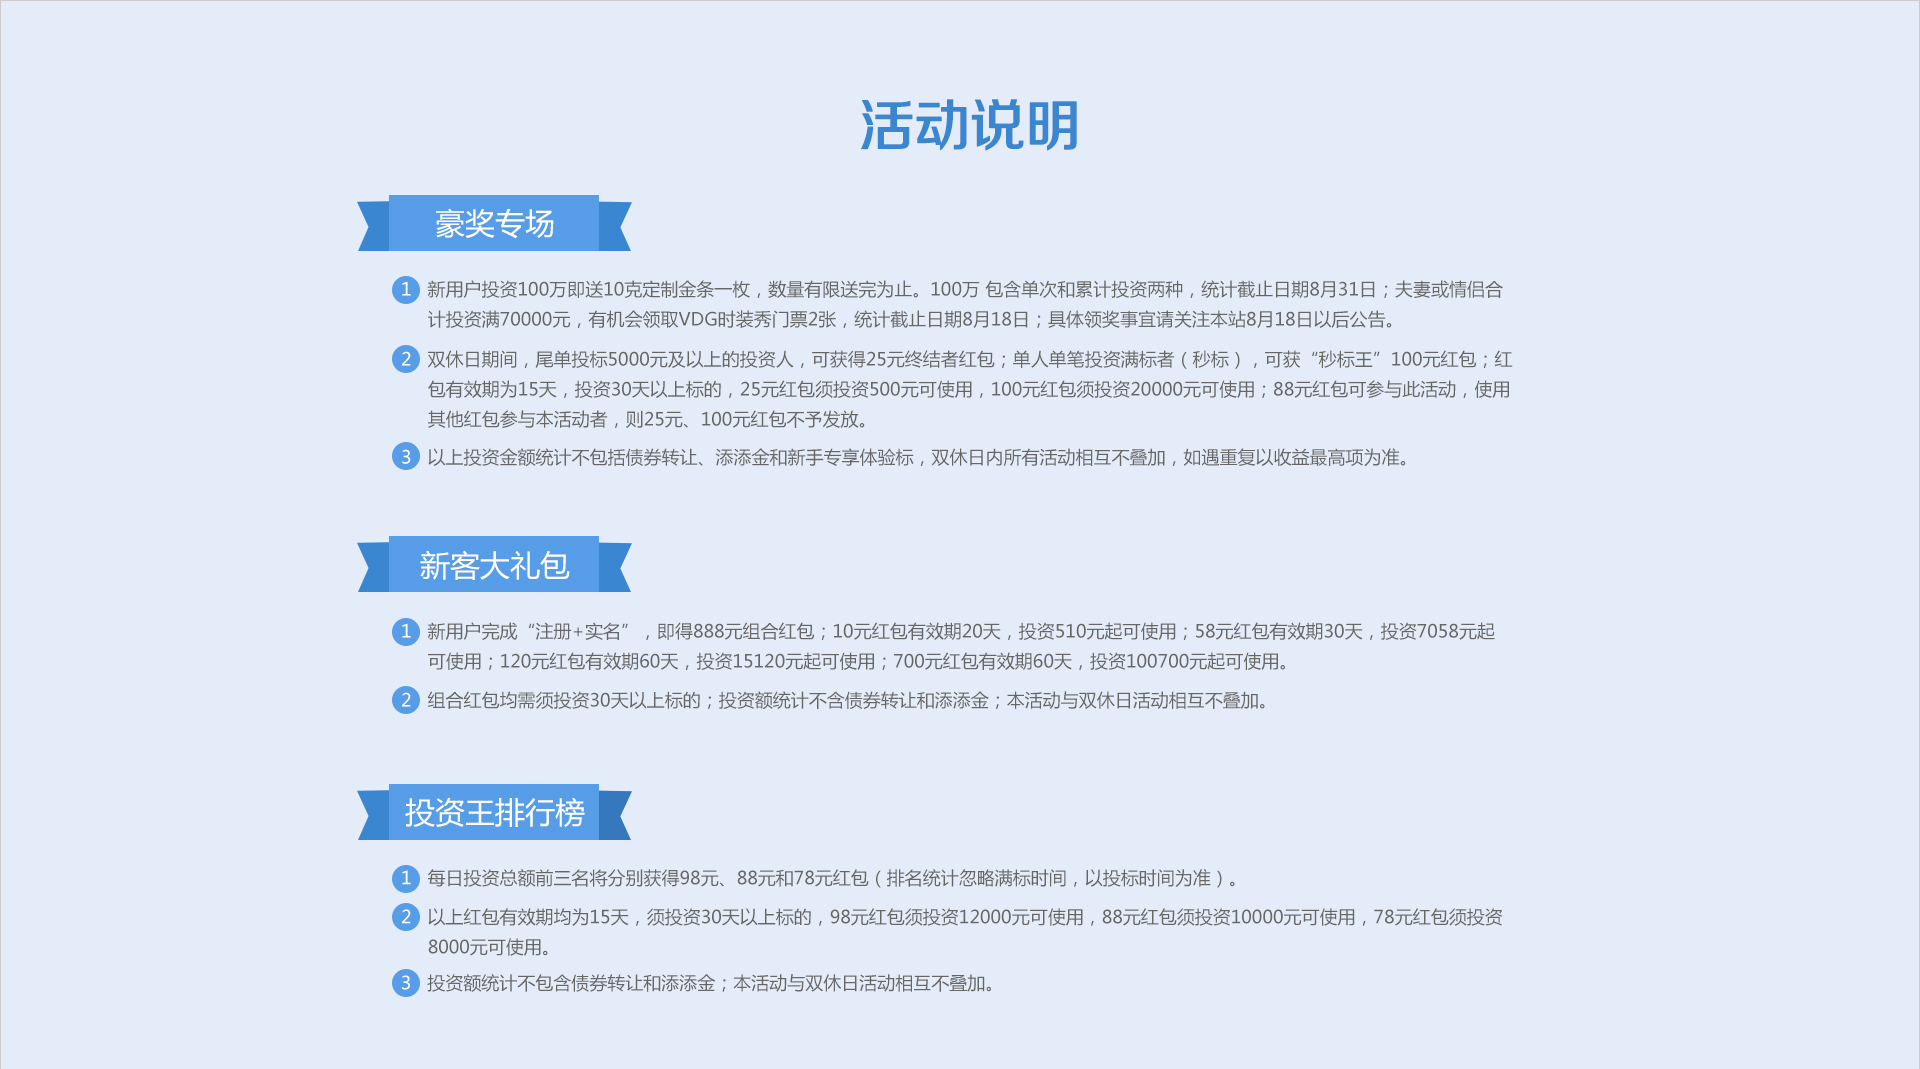 活动说明
豪奖专场
1 新用户投资100万即送10克定制金条一枚，数量有限送完为止。100万 包含单次和累计投资两种，统计截止日期8月31日；夫妻或情侣合
计投资满70000元，有机会领取VDG时装秀门票2张，统计截止日期8月18日；具体领奖事宜请关注本站8月18日以后公告。
2 双休日期间，尾单投标5000元及以上的投资人，可获得25元终结者红包；单人单笔投资满标者（秒标），可获“秒标王”100元红包；红
包有效期为15天，投资30天以上标的，25元红包须投资500元可使用，100元红包须投资20000元可使用；88元红包可参与此活动，使用
其他红包参与本活动者，则25元、100元红包不予发放。
3 以上投资金额统计不包括债券转让、添添金和新手专享体验标，双休日内所有活动相互不叠加，如遇重复以收益最高项为准。
新客大礼包
1 新用户完成“注册+实名”，即得888元组合红包；10元红包有效期20天，投资510元起可使用；58元红包有效期30天，投资7058元起
可使用；120元红包有效期60天，投资15120元起可使用；700元红包有效期60天，投资100700元起可使用。
2 组合红包均需须投资30天以上标的；投资额统计不含债券转让和添添金；本活动与双休日活动相互不叠加。
投资王排行榜
1 每日投资总额前三名将分别获得98元、88元和78元红包（排名统计忽略满标时间，以投标时间为准）。
2 以上红包有效期均为15天，须投资30天以上标的，98元红包须投资12000元可使用，88元红包须投资10000元可使用，78元红包须投资
8000元可使用。
3 投资额统计不包含债券转让和添添金；本活动与双休日活动相互不叠加。